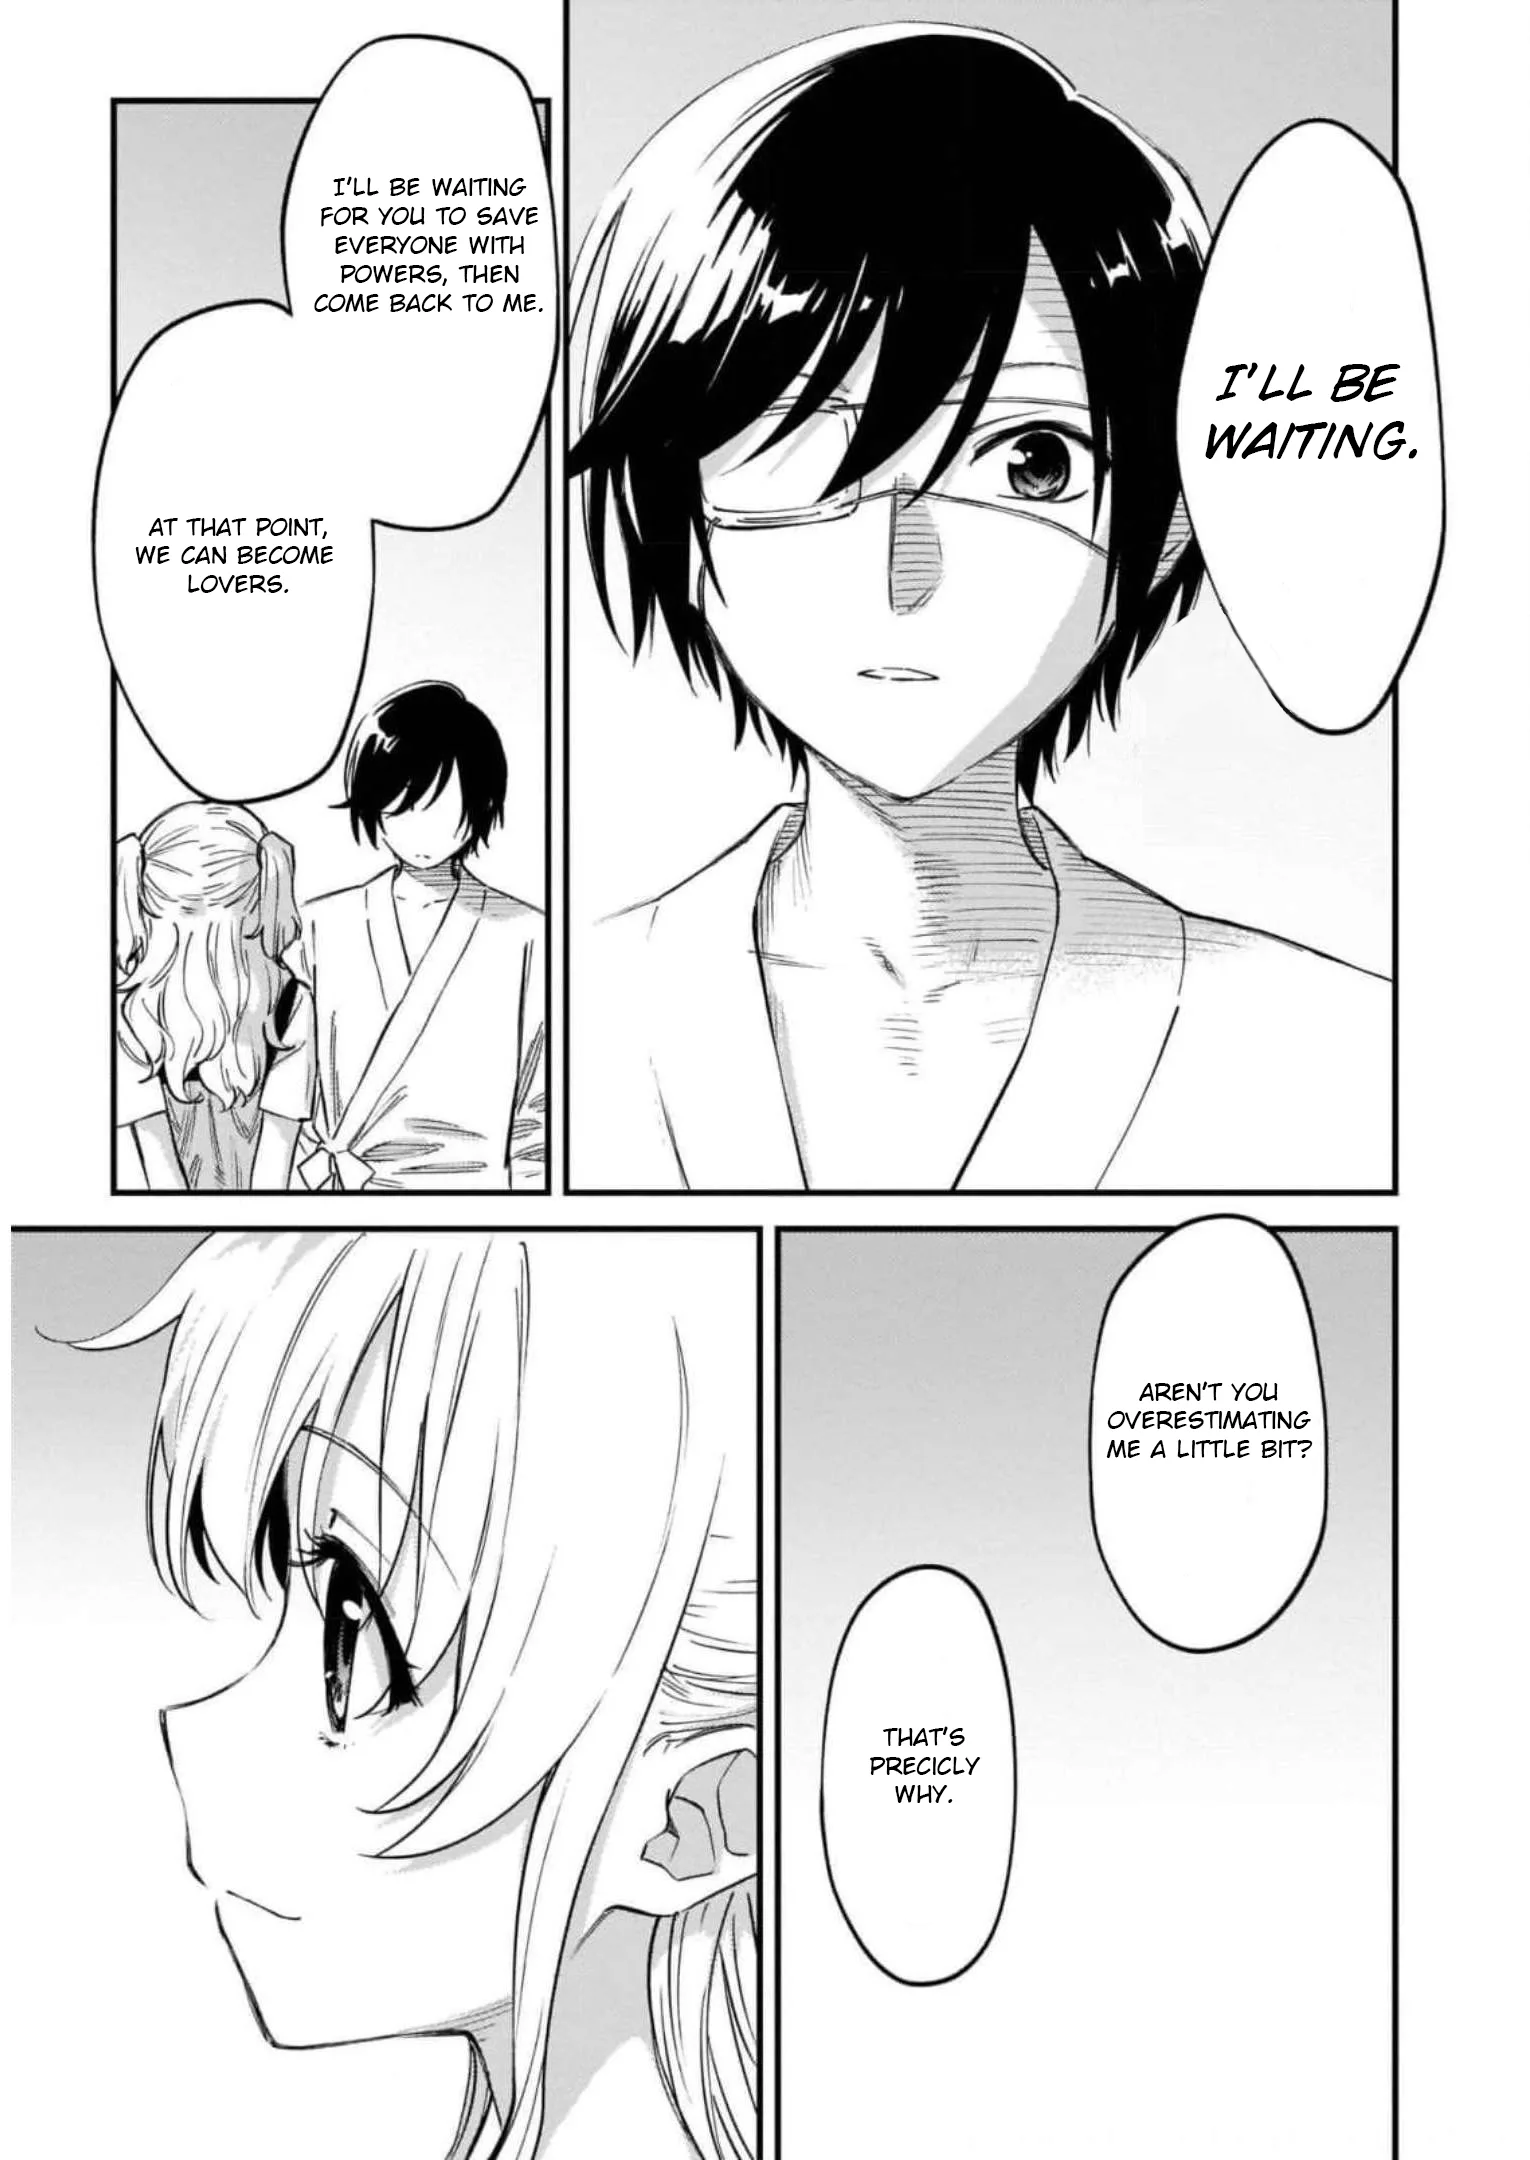 I'LL BE
WAITING.
I'LL BE WAITING
FOR YOU TO SAVE
EVERYONE WITH
POWERS, THEN
COME BACK TO ME.
AT THAT POINT,
WE CAN BECOME
LOVERS.
AREN'T YOU
OVERESTIMATING
ME A LITTLE BIT?
THAT'S
PRECICLY
WHY.